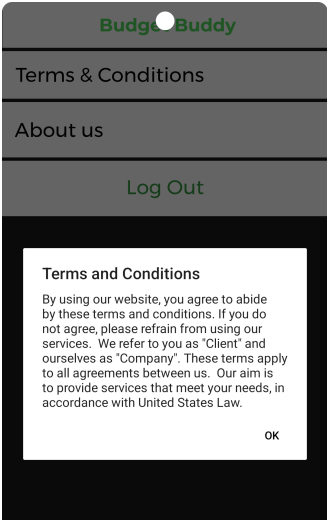 Budge Buddy
Terms & Conditions
About us
Log Out
Terms and Conditions
By using our website, you agree to abide
by these terms and conditions. If you do
not agree, please refrain from using our
services.  We refer to you as "Client" and
ourselves as "Company". These terms apply
to all agreements between us.  Our aim is
to provide services that meet your needs, in
accordance with United States Law.
OK